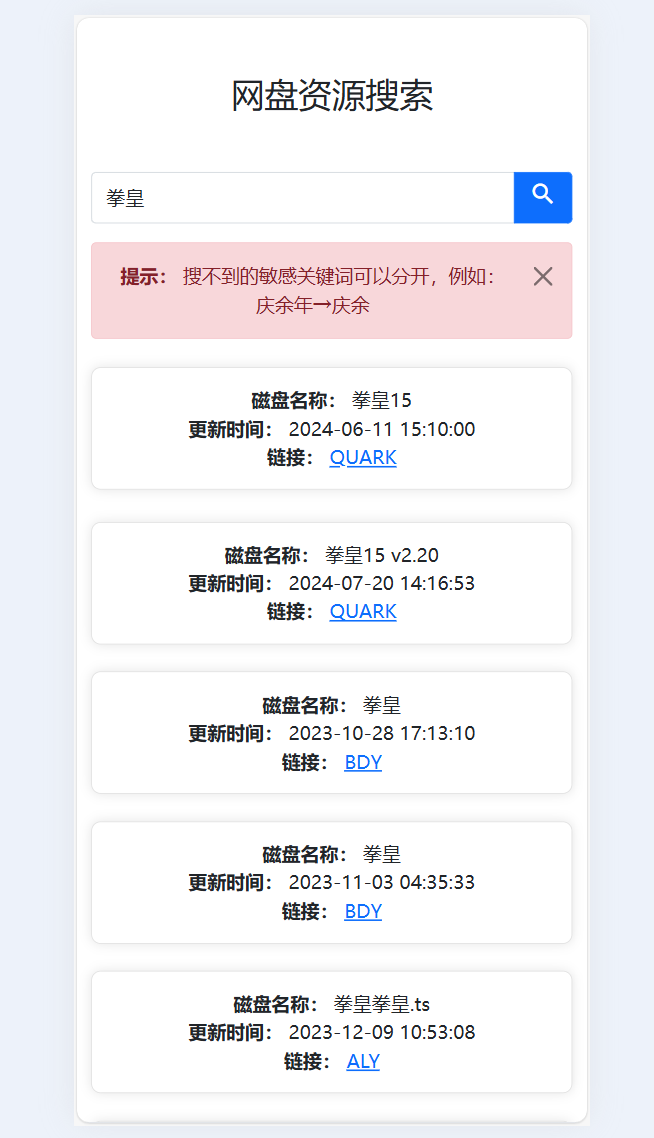 网盘资源搜索
拳皇
提示： 搜不到的敏感关键词可以分开，例如：
庆余年→庆余
磁盘名称： 拳皇15
更新时间： 2024-06-11 15:10:00
链接： QUARK
磁盘名称： 拳皇15 v2.20
更新时间： 2024-07-20 14:16:53
链接： QUARK
磁盘名称： 拳皇
更新时间： 2023-10-28 17:13:10
链接： BDY
磁盘名称： 拳皇
更新时间： 2023-11-03 04:35:33
链接： BDY
磁盘名称： 拳皇拳皇.ts
更新时间： 2023-12-09 10:53:08
链接： ALY